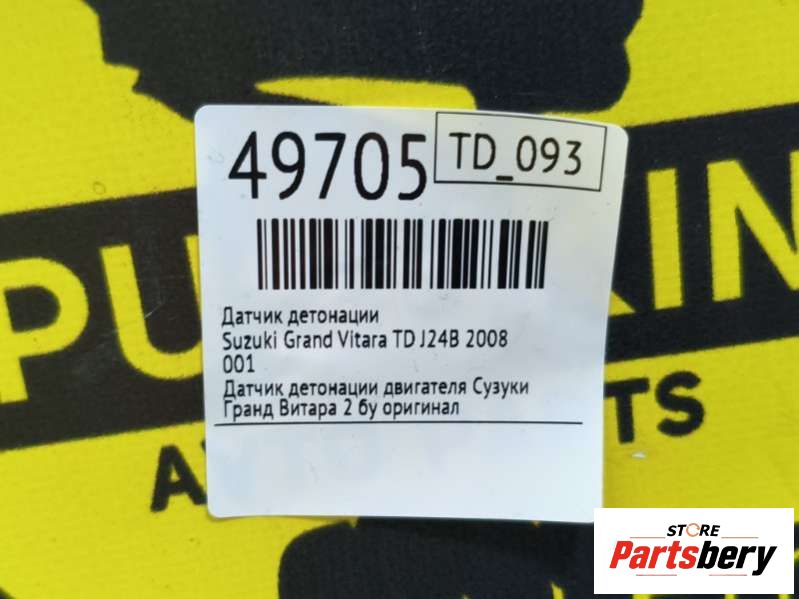 49705
TD_093
Датчик детонации
Suzuki Grand Vitara TD J24B 2008
001
Датчик детонации двигателя Сузуки
Гранд Витара 2 бу оригинал
STORE
Partsbery